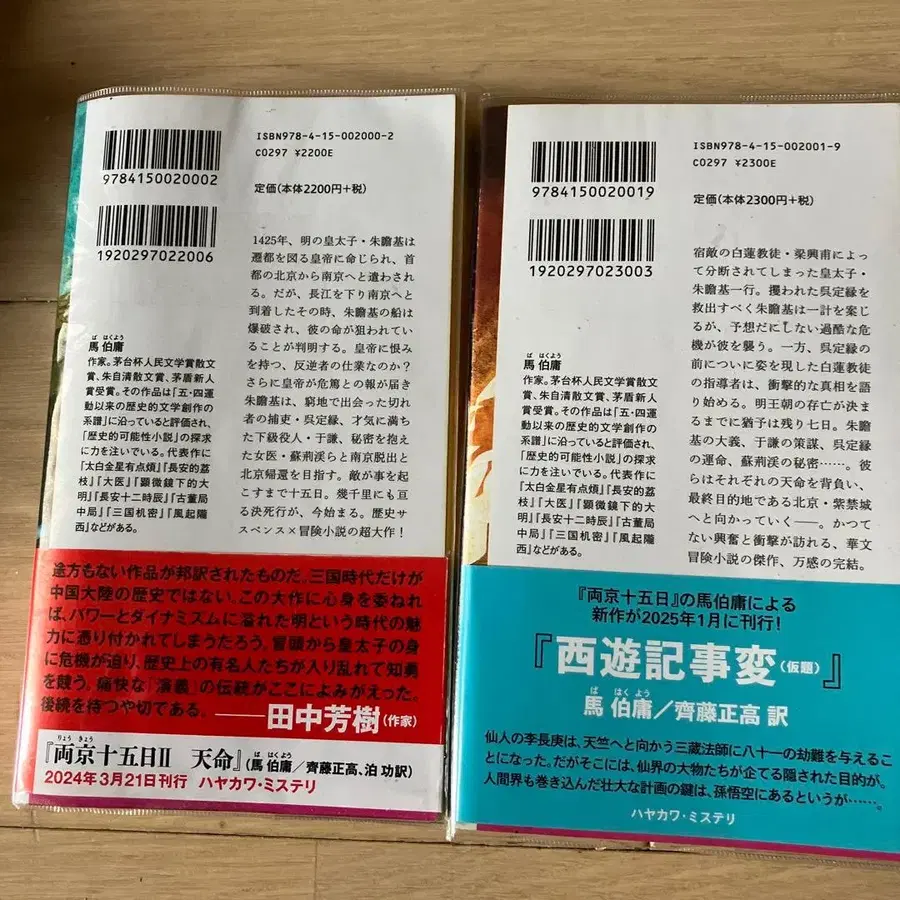 ISBN978-4-15-002000-2
C0297 ¥2200E
9784150020002
定価(本体2200円+税)
1920297022006
1425年、明の皇太子・朱瞻基は
遷都を図る皇帝に命じられ、首
都の北京から南京へと遣わされ
る。だが、長江を下り南京へと
到着したその時、朱瞻基の船は
爆破され、彼の命が狙われてい
ることが判明する。皇帝に恨み
を持つ、反逆者の仕業なのか?
さらに皇帝が危篤との報が届き
朱瞻基は、窮地で出会った切れ
者の捕吏・呉定縁、才気に満ち
た下級役人・于謙、秘密を抱え
た女医・蘇荆渓らと南京脱出と
北京帰還を目指す。敵が事を起
こすまで十五日。幾千里にも亘
る決死行が、今始まる。歴史サ
スペンス×冒険小説の超大作!
ば はくよう
馬 伯庸
作家。茅台杯人民文学賞散文
賞、朱自清散文賞、茅盾新人
賞受賞。その作品は「五・四運
動以来の歴史的文学創作の
系譜」に沿っていると評価され、
「歴史的可能性小説」の探求
に力を注いでいる。代表作に
『太白金星有点煩』『長安的荔
枝』『大医』『顕微鏡下的大
明』『長安十二時辰』『古董局
中局』『三国机密』『風起隴
西』などがある。
途方もない作品が邦訳されたものだ。三国時代だけが
中国大陸の歴史ではない。この大作に心身を委ねれ
ば、パワーとダイナミズムに溢れた明という時代の魅
力に憑り付かれてしまうだろう。冒頭から皇太子の身
に危機が迫り、歴史上の有名人たちが入り乱れて知勇
を競う。痛快な「演義」の伝統がここによみがえった。
後続を待つや切である。 ——田中芳樹(作家)
りょう きょう
『両京十五日Ⅱ 天命』(馬 伯庸/齊藤正高、泊 功訳)
ば はくよう
2024年3月21日刊行 ハヤカワ・ミステリ
ISBN978-4-15-002001-9
C0297 ¥2300E
9784150020019
定価(本体2300円+税)
1920297023003
宿敵の白蓮教徒・梁興甫によっ
て分断されてしまった皇太子・
朱瞻基一行。攫われた呉定縁を
救出すべく朱瞻基は一計を案じ
るが、予想だにしない過酷な危
機が彼を襲う。一方、呉定縁の
前についに姿を現した白蓮教徒
の指導者は、衝撃的な真相を語
り始める。明王朝の存亡が決ま
るまでに猶予は残り七日。朱瞻
基の大義、于謙の策謀、呉定縁
の運命、蘇荆渓の秘密……。彼
らはそれぞれの天命を背負い、
最終目的地である北京・紫禁城
へと向かっていく——。かつて
ない興奮と衝撃が訪れる、華文
冒険小説の傑作、万感の完結。
ば はくよう
馬 伯庸
作家。茅台杯人民文学賞散文
賞、朱自清散文賞、茅盾新人
賞受賞。その作品は「五・四運
動以来の歴史的文学創作の
系譜」に沿っていると評価され、
「歴史的可能性小説」の探求
に力を注いでいる。代表作に
『太白金星有点煩』『長安的荔
枝』『大医』『顕微鏡下的大
明』『長安十二時辰』『古董局
中局』『三国机密』『風起隴
西』などがある。
『両京十五日』の馬伯庸による
新作が2025年1月に刊行!
『西遊記事変(仮題)』
ば はくよう
馬 伯庸/齊藤正高 訳
仙人の李長庚は、天竺へと向かう三蔵法師に八十一の劫難を与えるこ
とになった。だがそこには、仙界の大物たちが企てる隠された目的が。
人間界も巻き込んだ壮大な計画の鍵は、孫悟空にあるというが……。
ハヤカワ・ミステリ